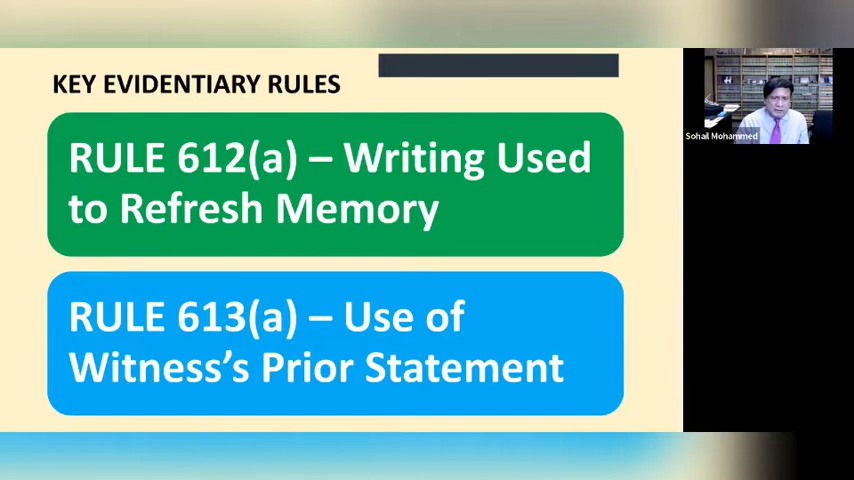 KEY EVIDENTIARY RULES
RULE 612(a) – Writing Used
to Refresh Memory
RULE 613(a) – Use of
Witness’s Prior Statement
Sohail Mohammed